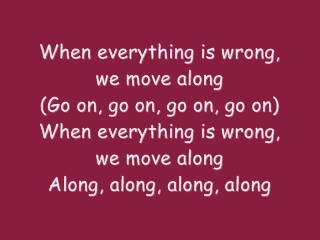 When everything is wrong,
we move along
(Go on, go on, go on, go on)
When everything is wrong,
we move along
Along, along, along, along